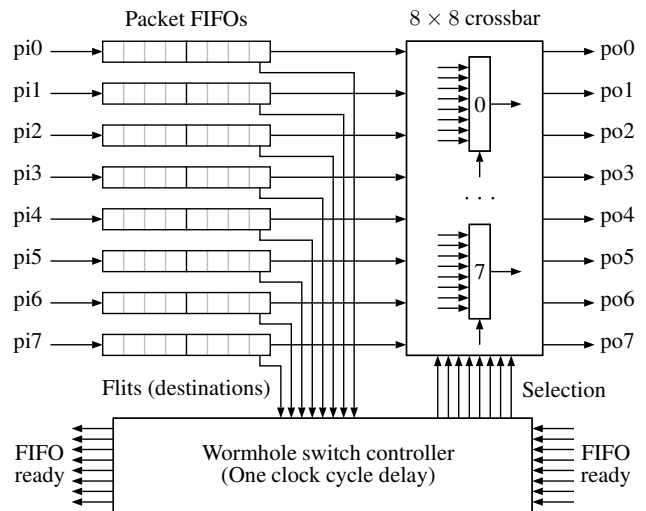 Packet FIFOs
8 × 8 crossbar
pi0
po0
pi1
0
po1
pi2
po2
pi3
po3
. . .
pi4
po4
pi5
7
po5
pi6
po6
pi7
po7
Flits (destinations)
Selection
FIFO
ready
Wormhole switch controller
(One clock cycle delay)
FIFO
ready